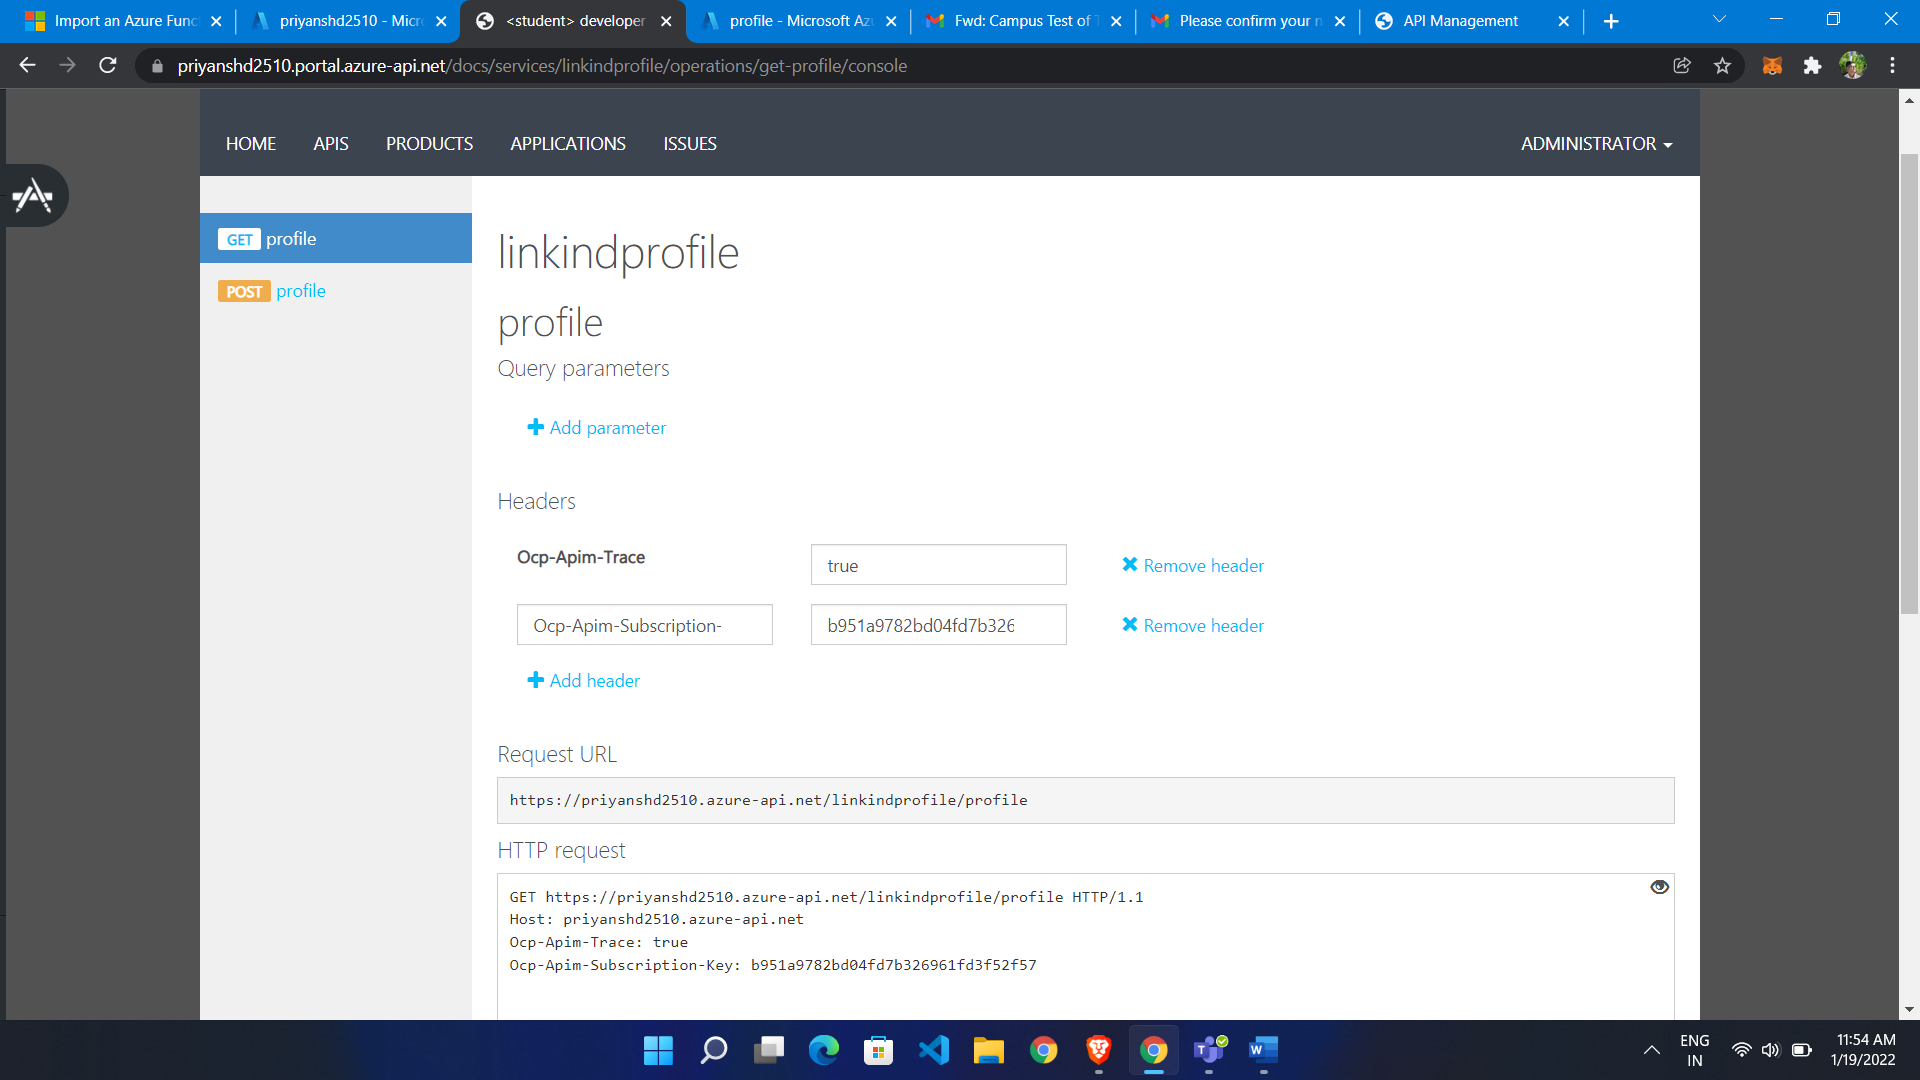 Import an Azure Func
priyanshd2510 - Micro
<student> developer
profile - Microsoft Az
Fwd: Campus Test of
Please confirm your n
API Management
priyanshd2510.portal.azure-api.net/docs/services/linkindprofile/operations/get-profile/console
HOME APIS PRODUCTS APPLICATIONS ISSUES ADMINISTRATOR
GET profile
POST profile
linkindprofile
profile
Query parameters
Add parameter
Headers
Ocp-Apim-Trace true Remove header
Ocp-Apim-Subscription- b951a9782bd04fd7b326 Remove header
Add header
Request URL
https://priyanshd2510.azure-api.net/linkindprofile/profile
HTTP request
GET https://priyanshd2510.azure-api.net/linkindprofile/profile HTTP/1.1
Host: priyanshd2510.azure-api.net
Ocp-Apim-Trace: true
Ocp-Apim-Subscription-Key: b951a9782bd04fd7b326961fd3f52f57
ENG
IN
11:54 AM
1/19/2022